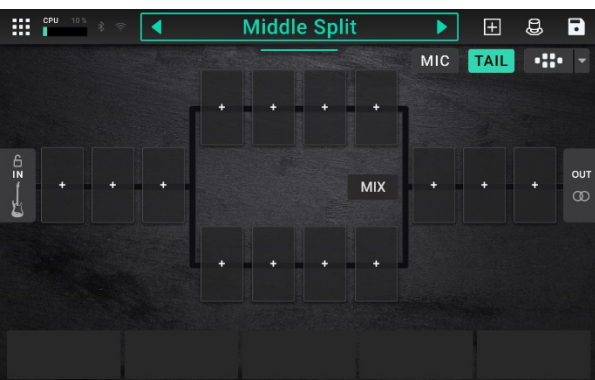 CPU 10 %
Middle Split
MIC TAIL
+ + + +
IN
+ + +
MIX
+ + +
OUT
+ + + +